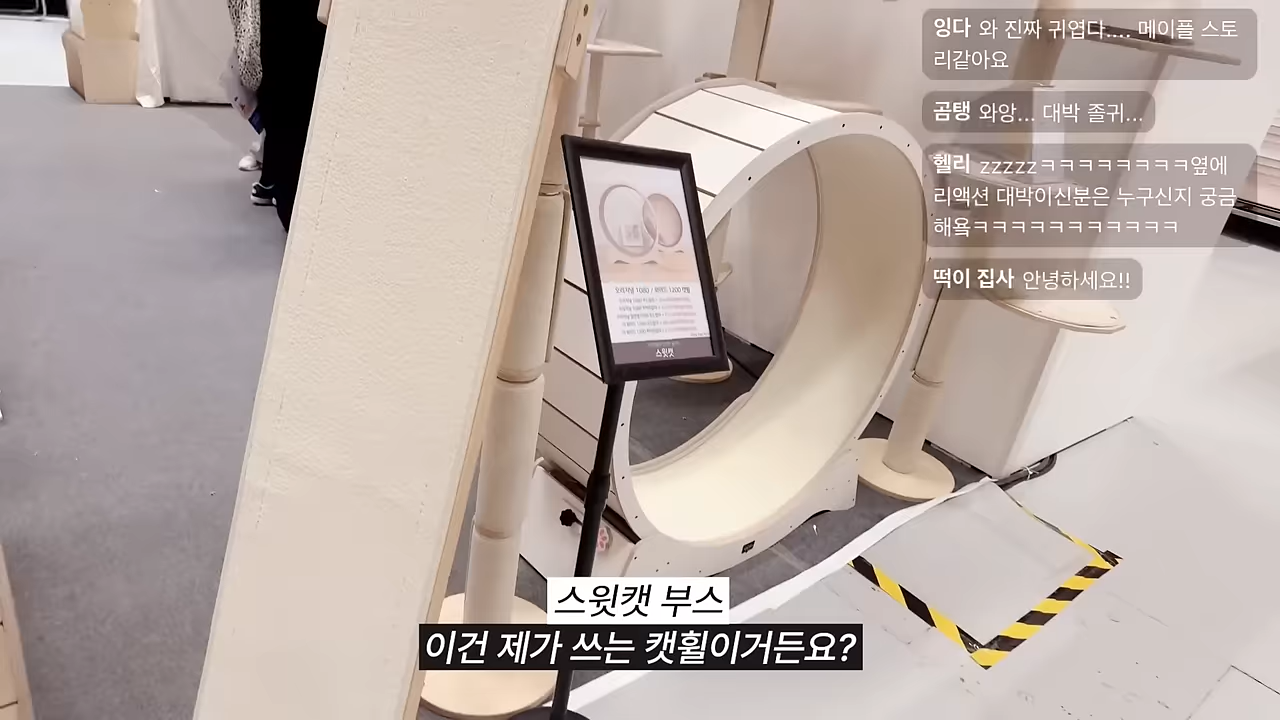 잉다 와 진짜 귀엽다.... 메이플 스토
리같아요
곰탱 와앙... 대박 졸귀...
헬리 zzzzzㅋㅋㅋㅋㅋㅋㅋㅋ옆에
리액션 대박이신분은 누구신지 궁금
해욬ㅋㅋㅋㅋㅋㅋㅋㅋㅋㅋㅋ
떡이 집사 안녕하세요!!
스윗캣
스윗캣 부스
이건 제가 쓰는 캣휠이거든요?